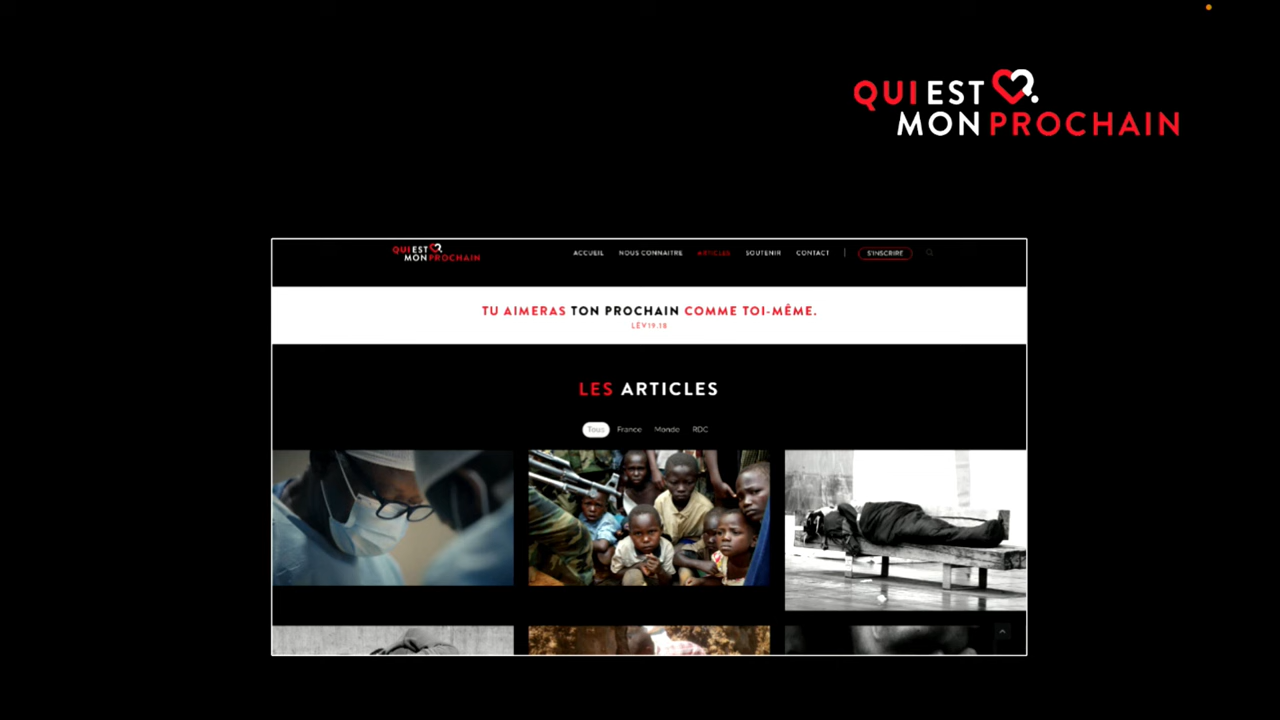 QUI EST
MON PROCHAIN
QUI EST
MON PROCHAIN
ACCUEIL NOUS CONNAITRE ARTICLES SOUTENIR CONTACT | S'INSCRIRE
TU AIMERAS TON PROCHAIN COMME TOI-MÊME.
LEV19.18
LES ARTICLES
Tous France Monde RDC